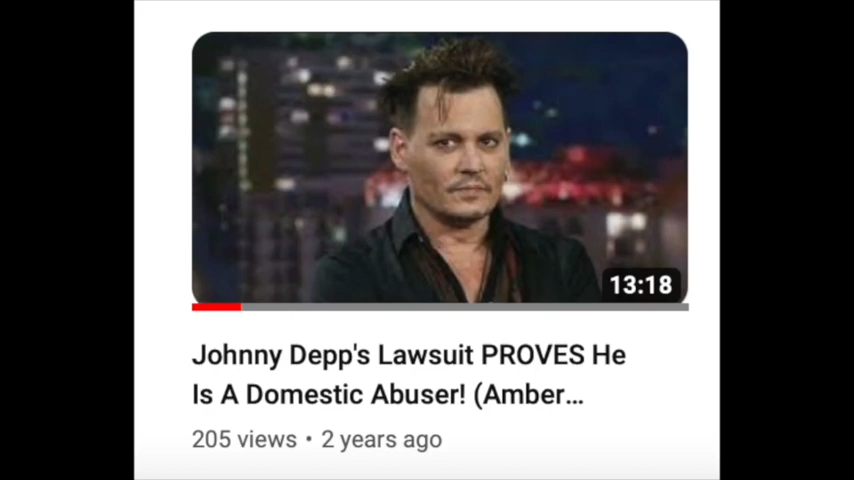 13:18
Johnny Depp's Lawsuit PROVES He
Is A Domestic Abuser! (Amber...
205 views • 2 years ago